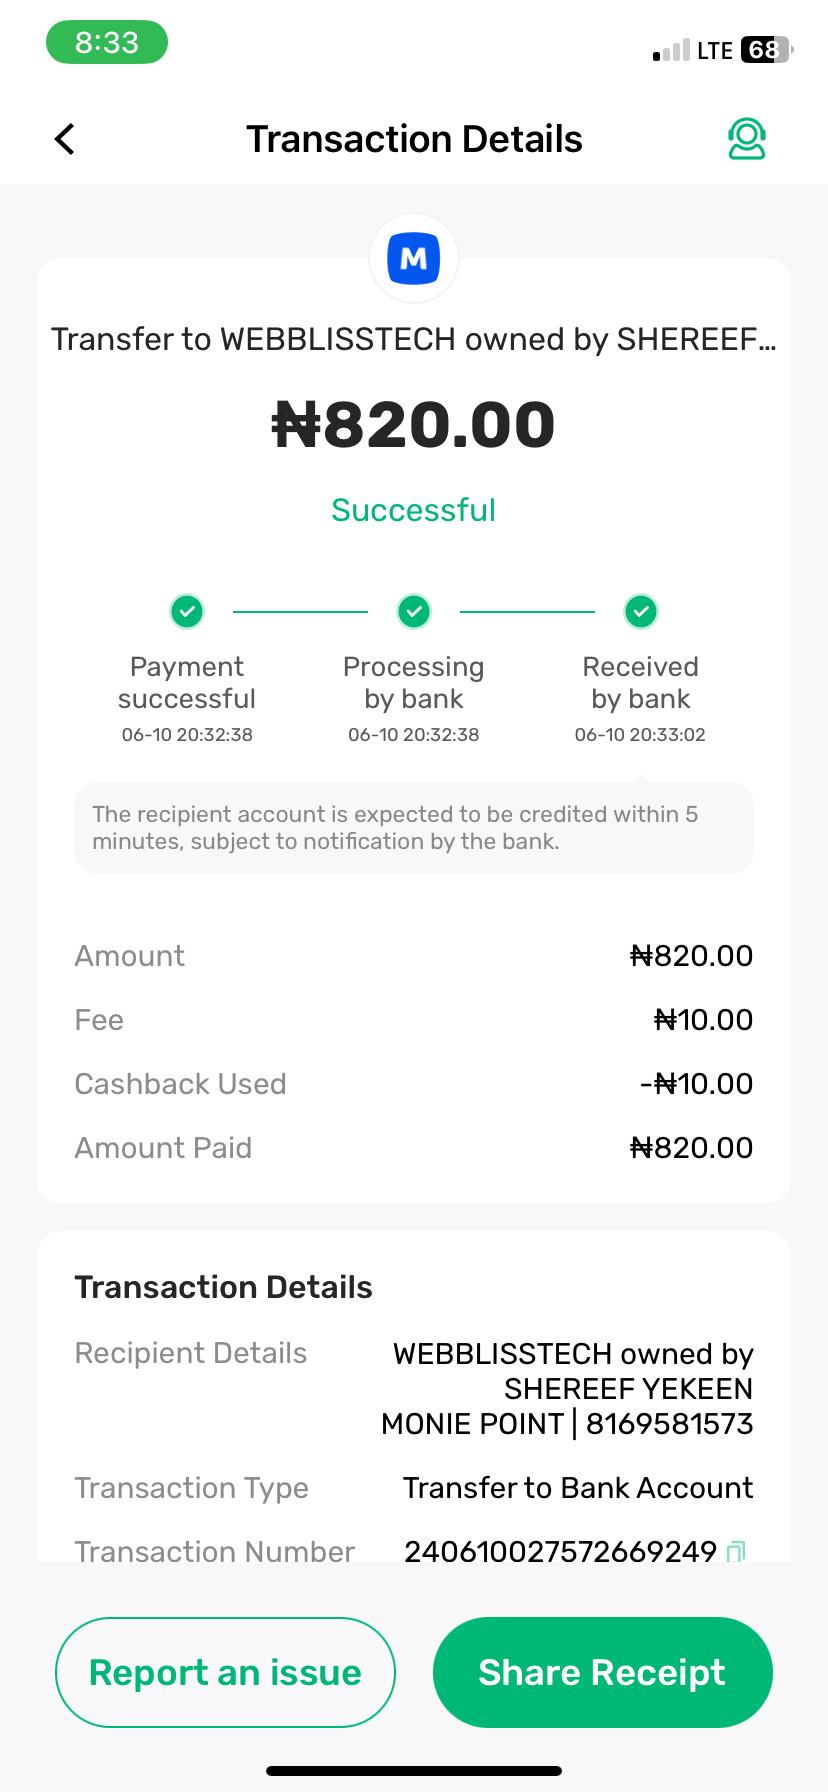 8:33
LTE 68
Transaction Details
M
Transfer to WEBBLISSTECH owned by SHEREEF...
₦820.00
Successful
Payment successful
06-10 20:32:38
Processing by bank
06-10 20:32:38
Received by bank
06-10 20:33:02
The recipient account is expected to be credited within 5
minutes, subject to notification by the bank.
Amount ₦820.00
Fee ₦10.00
Cashback Used -₦10.00
Amount Paid ₦820.00
Transaction Details
Recipient Details WEBBLISSTECH owned by
SHEREEF YEKEEN
MONIE POINT | 8169581573
Transaction Type Transfer to Bank Account
Transaction Number 240610027572669249
Report an issue Share Receipt